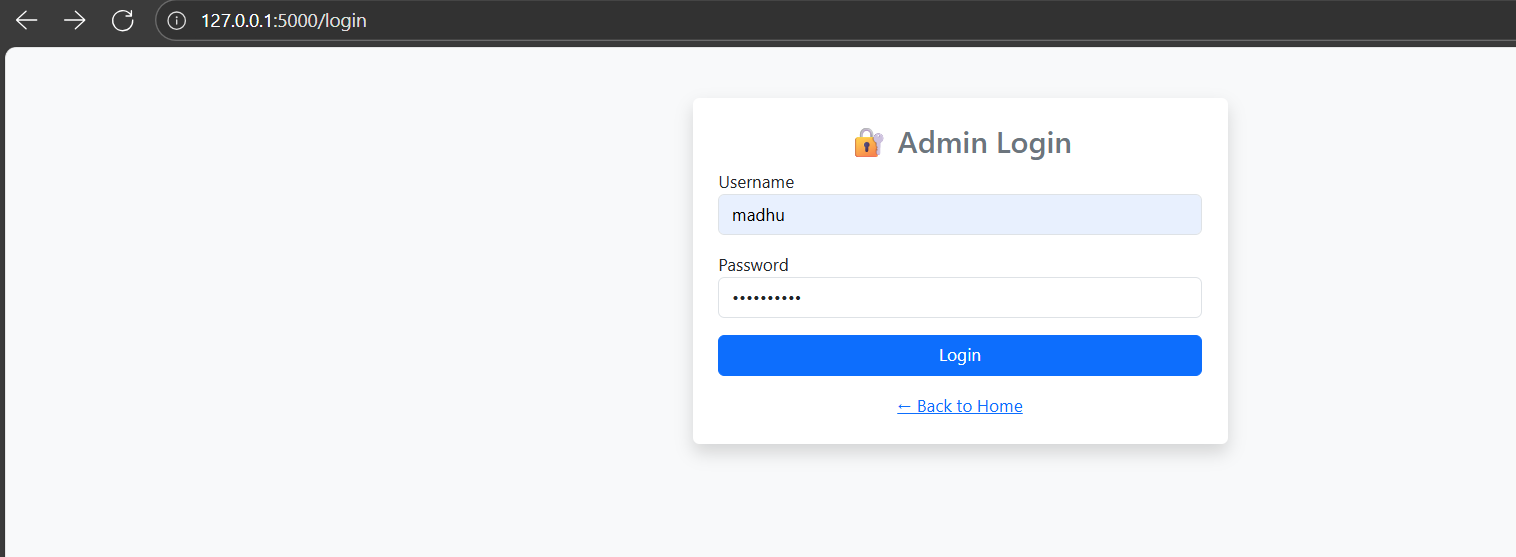 127.0.0.1:5000/login
🔐 Admin Login
Username
madhu
Password
••••••••••
Login
← Back to Home